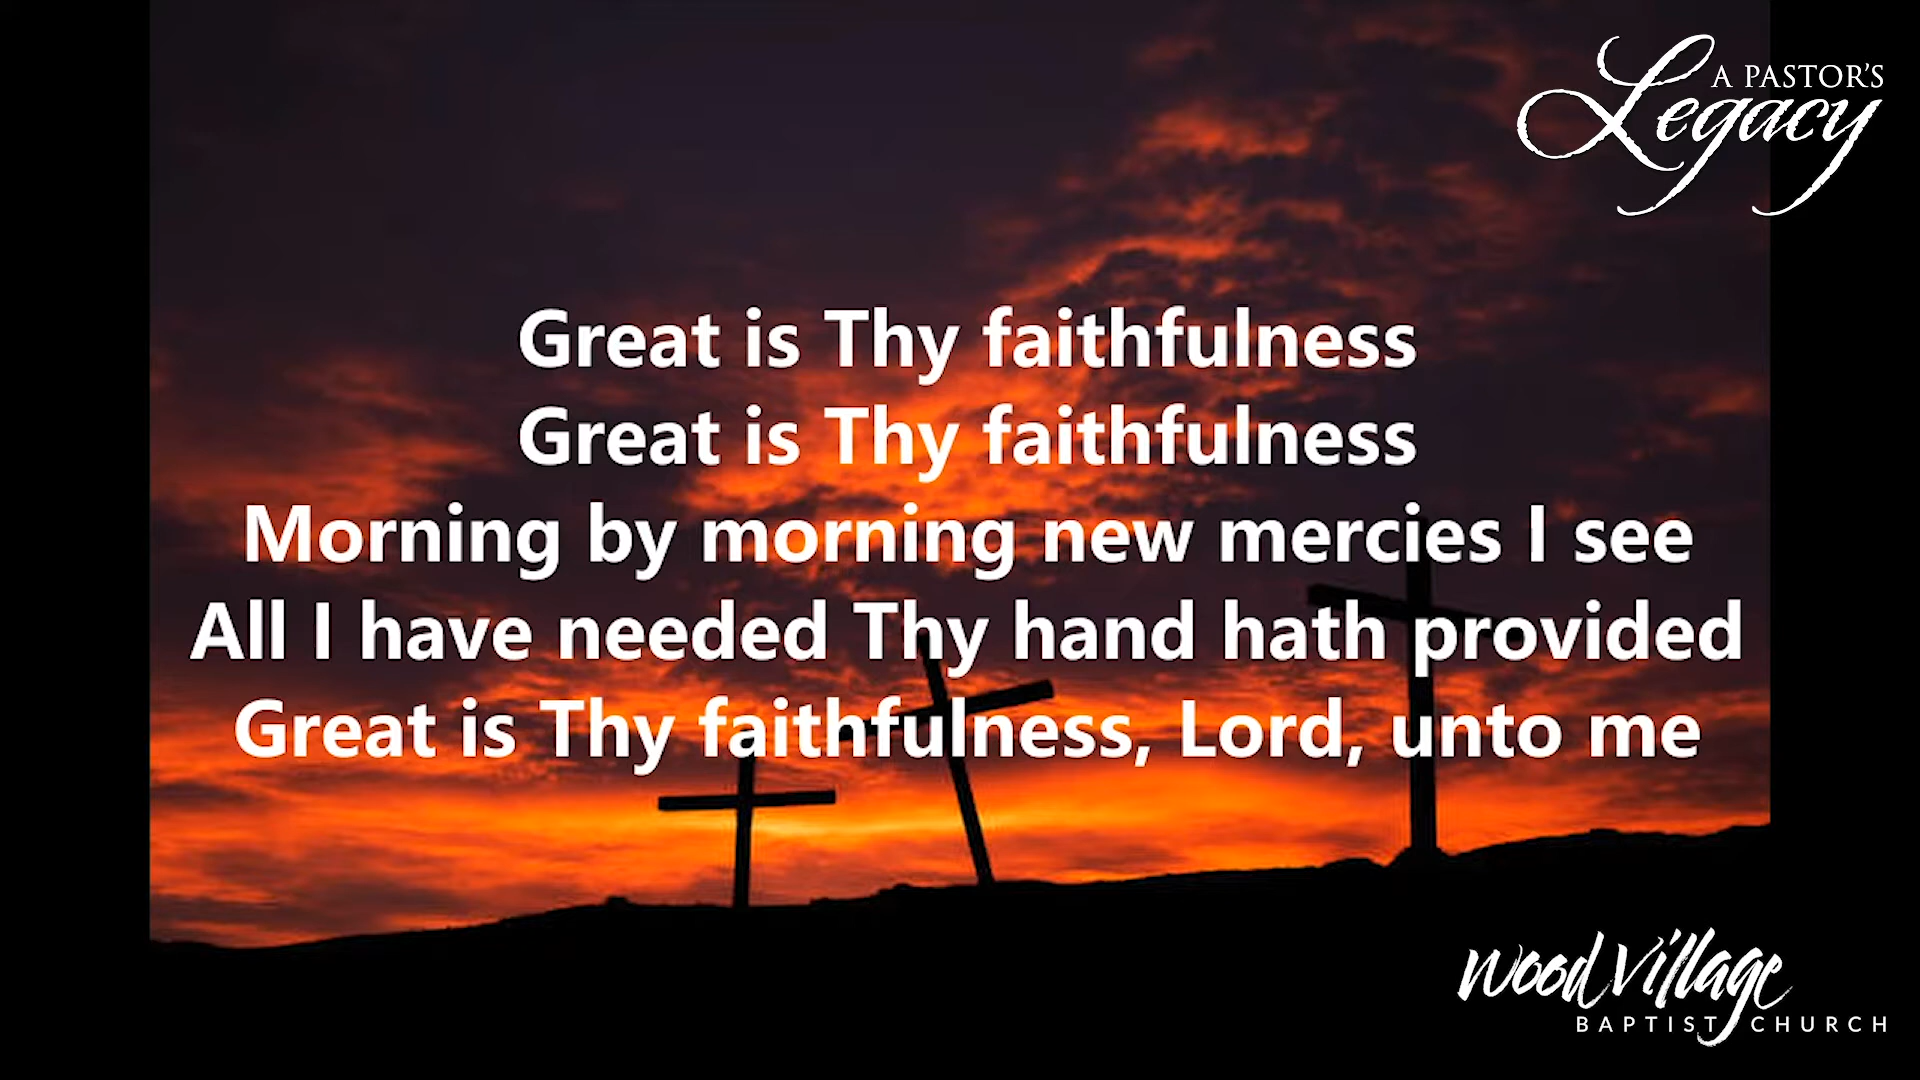 A PASTOR'S
Legacy
Great is Thy faithfulness
Great is Thy faithfulness
Morning by morning new mercies I see
All I have needed Thy hand hath provided
Great is Thy faithfulness, Lord, unto me
Wood Village
BAPTIST CHURCH